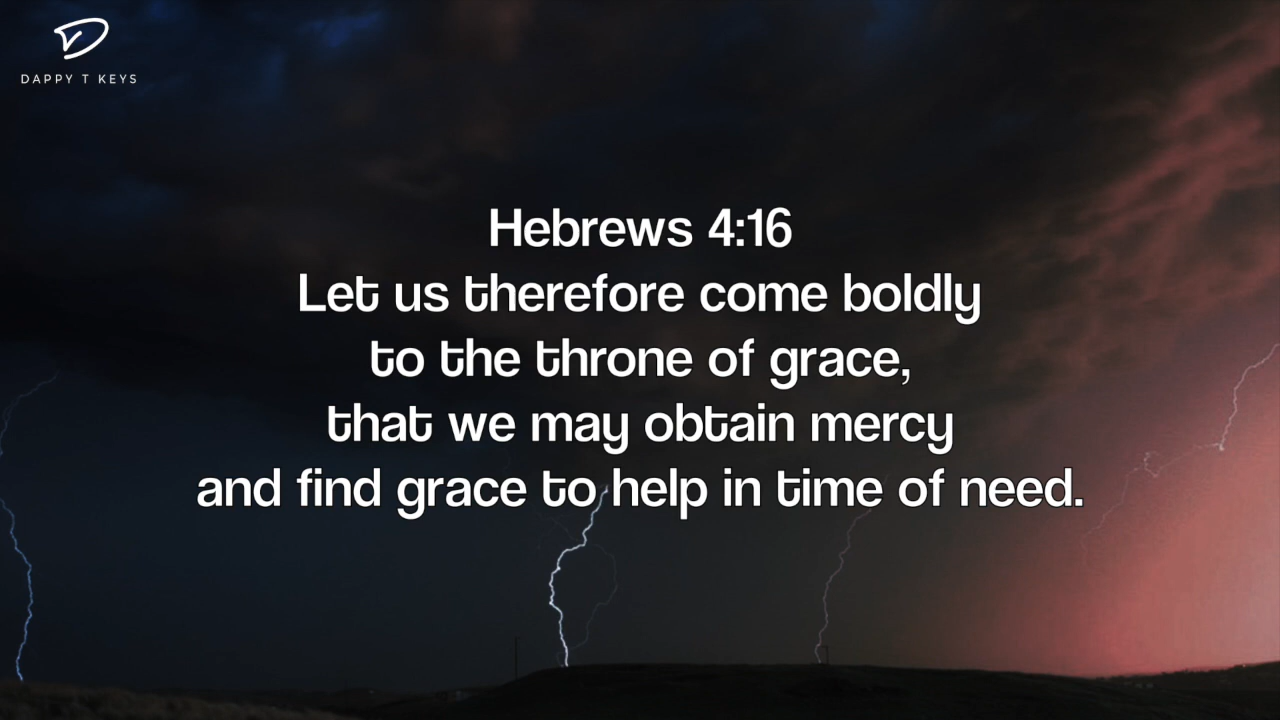 DAPPY T KEYS
Hebrews 4:16
Let us therefore come boldly
to the throne of grace,
that we may obtain mercy
and find grace to help in time of need.